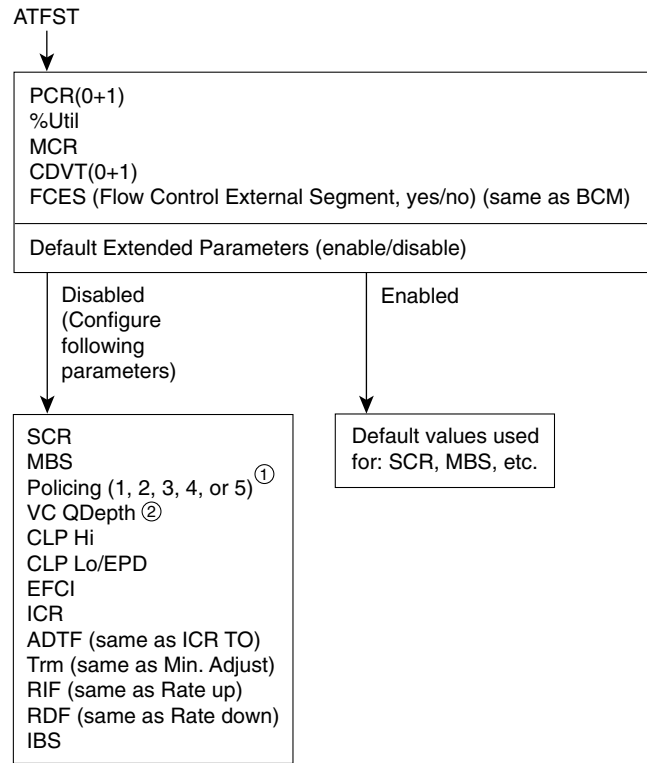 ATFST
PCR(0+1)
%Util
MCR
CDVT(0+1)
FCES (Flow Control External Segment, yes/no) (same as BCM)
Default Extended Parameters (enable/disable)
Disabled
(Configure
following
parameters)
Enabled
SCR
MBS
Policing (1, 2, 3, 4, or 5) ①
VC QDepth ②
CLP Hi
CLP Lo/EPD
EFCI
ICR
ADTF (same as ICR TO)
Trm (same as Min. Adjust)
RIF (same as Rate up)
RDF (same as Rate down)
IBS
Default values used
for: SCR, MBS, etc.